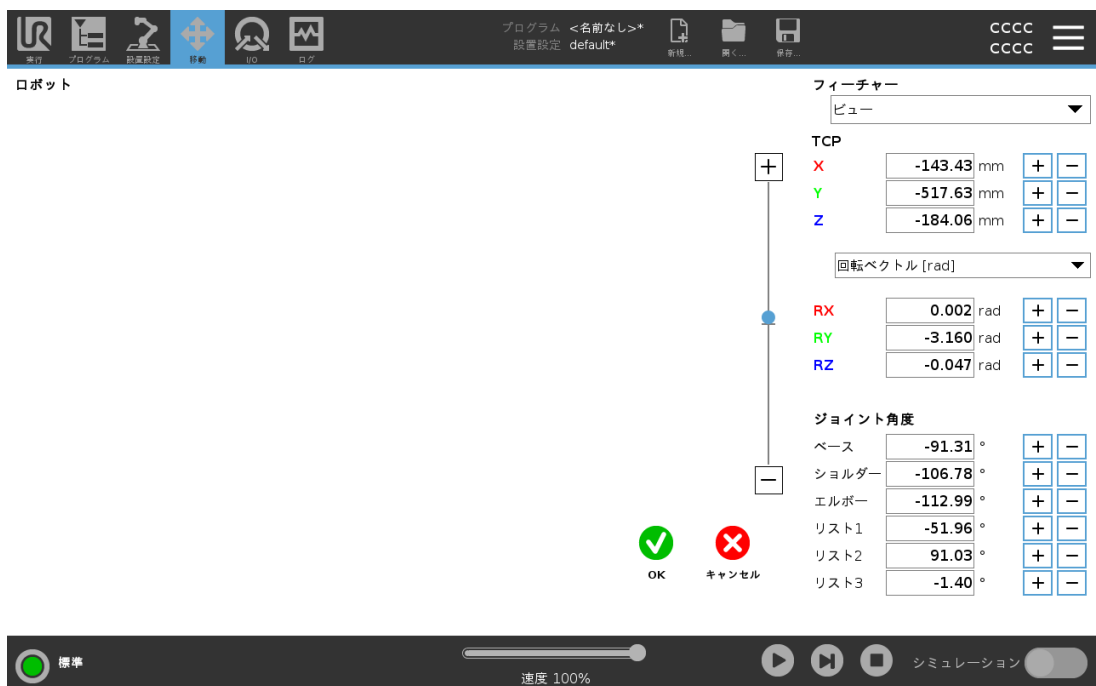 プログラム <名前なし>*
設置設定 default*
CCCC
CCCC
実行 プログラム 設置設定 移動 I/O ログ 新規... 開く... 保存...
ロボット
フィーチャー
ビュー
TCP
X -143.43 mm + −
Y -517.63 mm + −
Z -184.06 mm + −
回転ベクトル [rad]
RX 0.002 rad + −
RY -3.160 rad + −
RZ -0.047 rad + −
ジョイント角度
ベース -91.31 ° + −
ショルダー -106.78 ° + −
エルボー -112.99 ° + −
リスト1 -51.96 ° + −
リスト2 91.03 ° + −
リスト3 -1.40 ° + −
OK キャンセル
標準
速度 100%
シミュレーション